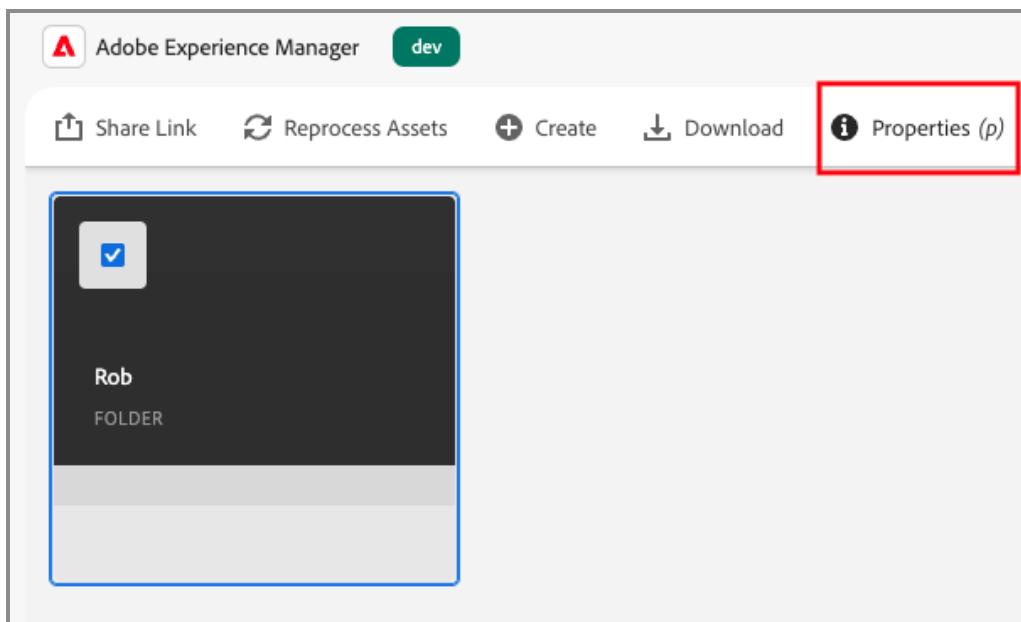 Adobe Experience Manager dev
Share Link Reprocess Assets Create Download Properties (p)
Rob
FOLDER